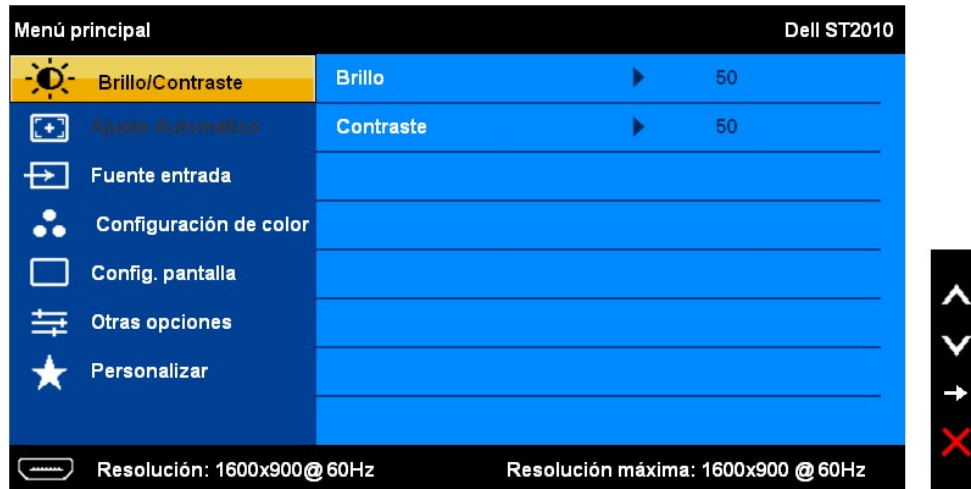 Menú principal Dell ST2010
Brillo/Contraste Brillo 50
Ajuste Automatico Contraste 50
Fuente entrada
Configuración de color
Config. pantalla
Otras opciones
Personalizar
Resolución: 1600x900@60Hz Resolución máxima: 1600x900 @60Hz